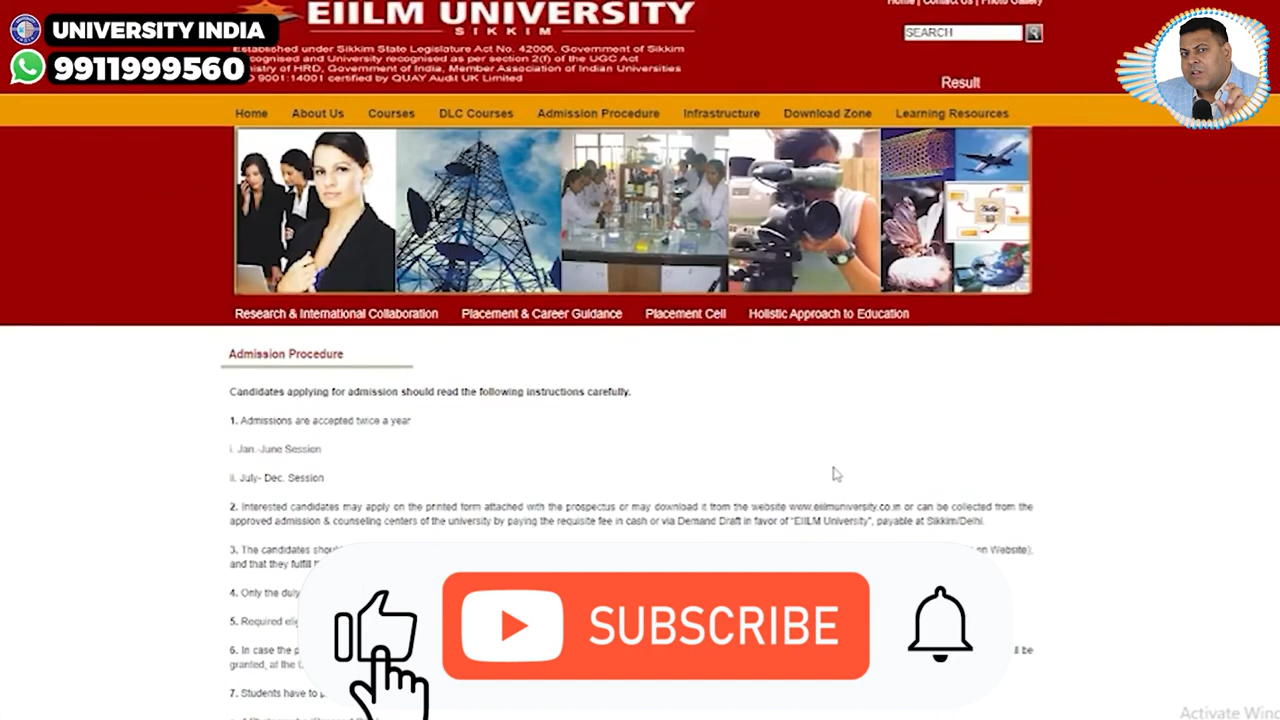 UNIVERSITY INDIA
9911999560
EIILM UNIVERSITY
SIKKIM
Established under Sikkim State Legislature Act No. 42006, Government of Sikkim
ecognised and University recognised as per section 2(f) of the UGC Act
inistry of HRD, Government of India, Member Association of Indian Universities
O 9001:14001 certified by QUAY Audit UK Limited
Home | Contact Us | Photo Gallery
SEARCH
Result
Home About Us Courses DLC Courses Admission Procedure Infrastructure Download Zone Learning Resources
Research & International Collaboration Placement & Career Guidance Placement Cell Holistic Approach to Education
Admission Procedure
Candidates applying for admission should read the following instructions carefully.
1. Admissions are accepted twice a year
i. Jan.-June Session
ii. July- Dec. Session
2. Interested candidates may apply on the printed form attached with the prospectus or may download it from the website www.eiilmuniversity.co.in or can be collected from the
approved admission & counseling centers of the university by paying the requisite fee in cash or via Demand Draft in favor of "EIILM University", payable at Sikkim/Delhi.
3. The candidates on Website);
and that they fulfill
4. Only the
5. Required
6. In case the be
granted, at the
7. Students have to
SUBSCRIBE
Activate